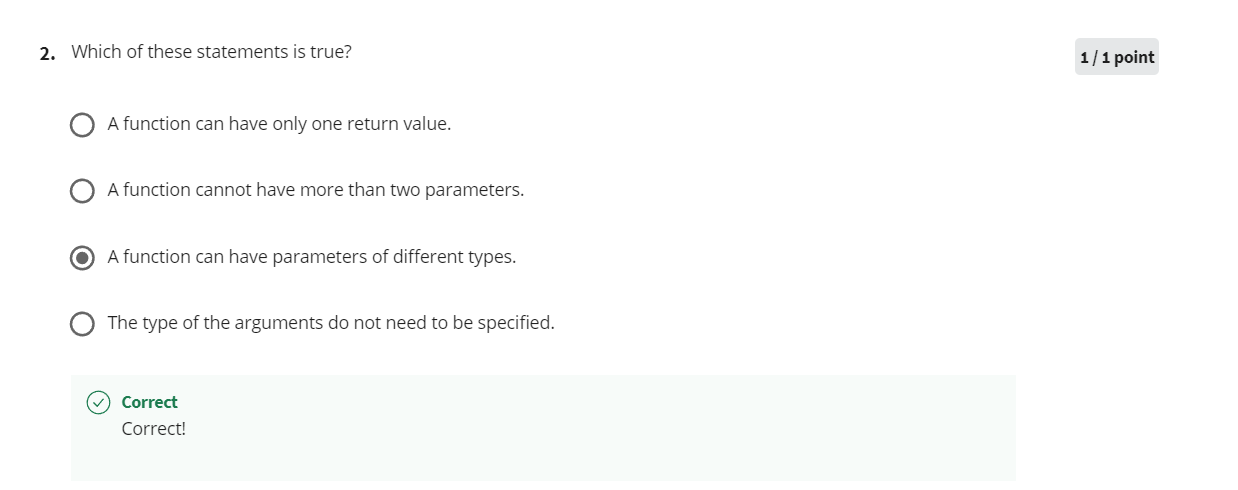 2. Which of these statements is true?
1 / 1 point
A function can have only one return value.
A function cannot have more than two parameters.
A function can have parameters of different types.
The type of the arguments do not need to be specified.
Correct
Correct!